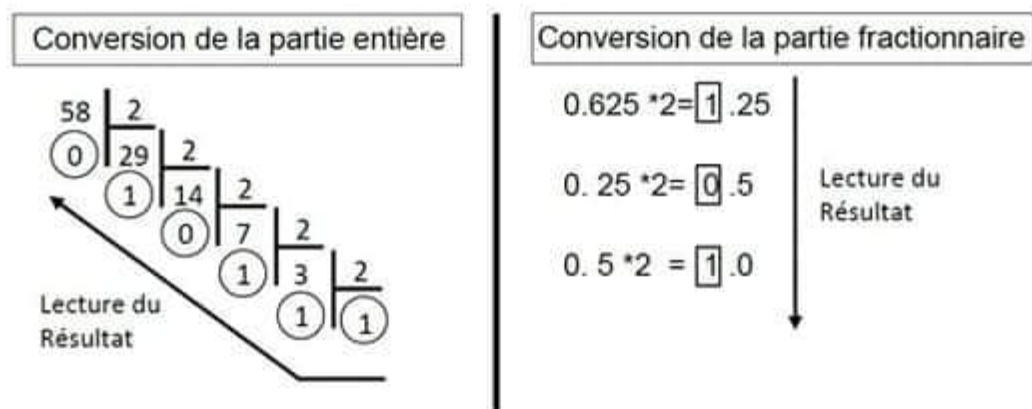 Conversion de la partie entière
58 2
0 29 2
1 14 2
0 7 2
1 3 2
1 1
Lecture du
Résultat
Conversion de la partie fractionnaire
0.625 *2= 1 .25
0. 25 *2= 0 .5
0. 5 *2 = 1 .0
Lecture du
Résultat